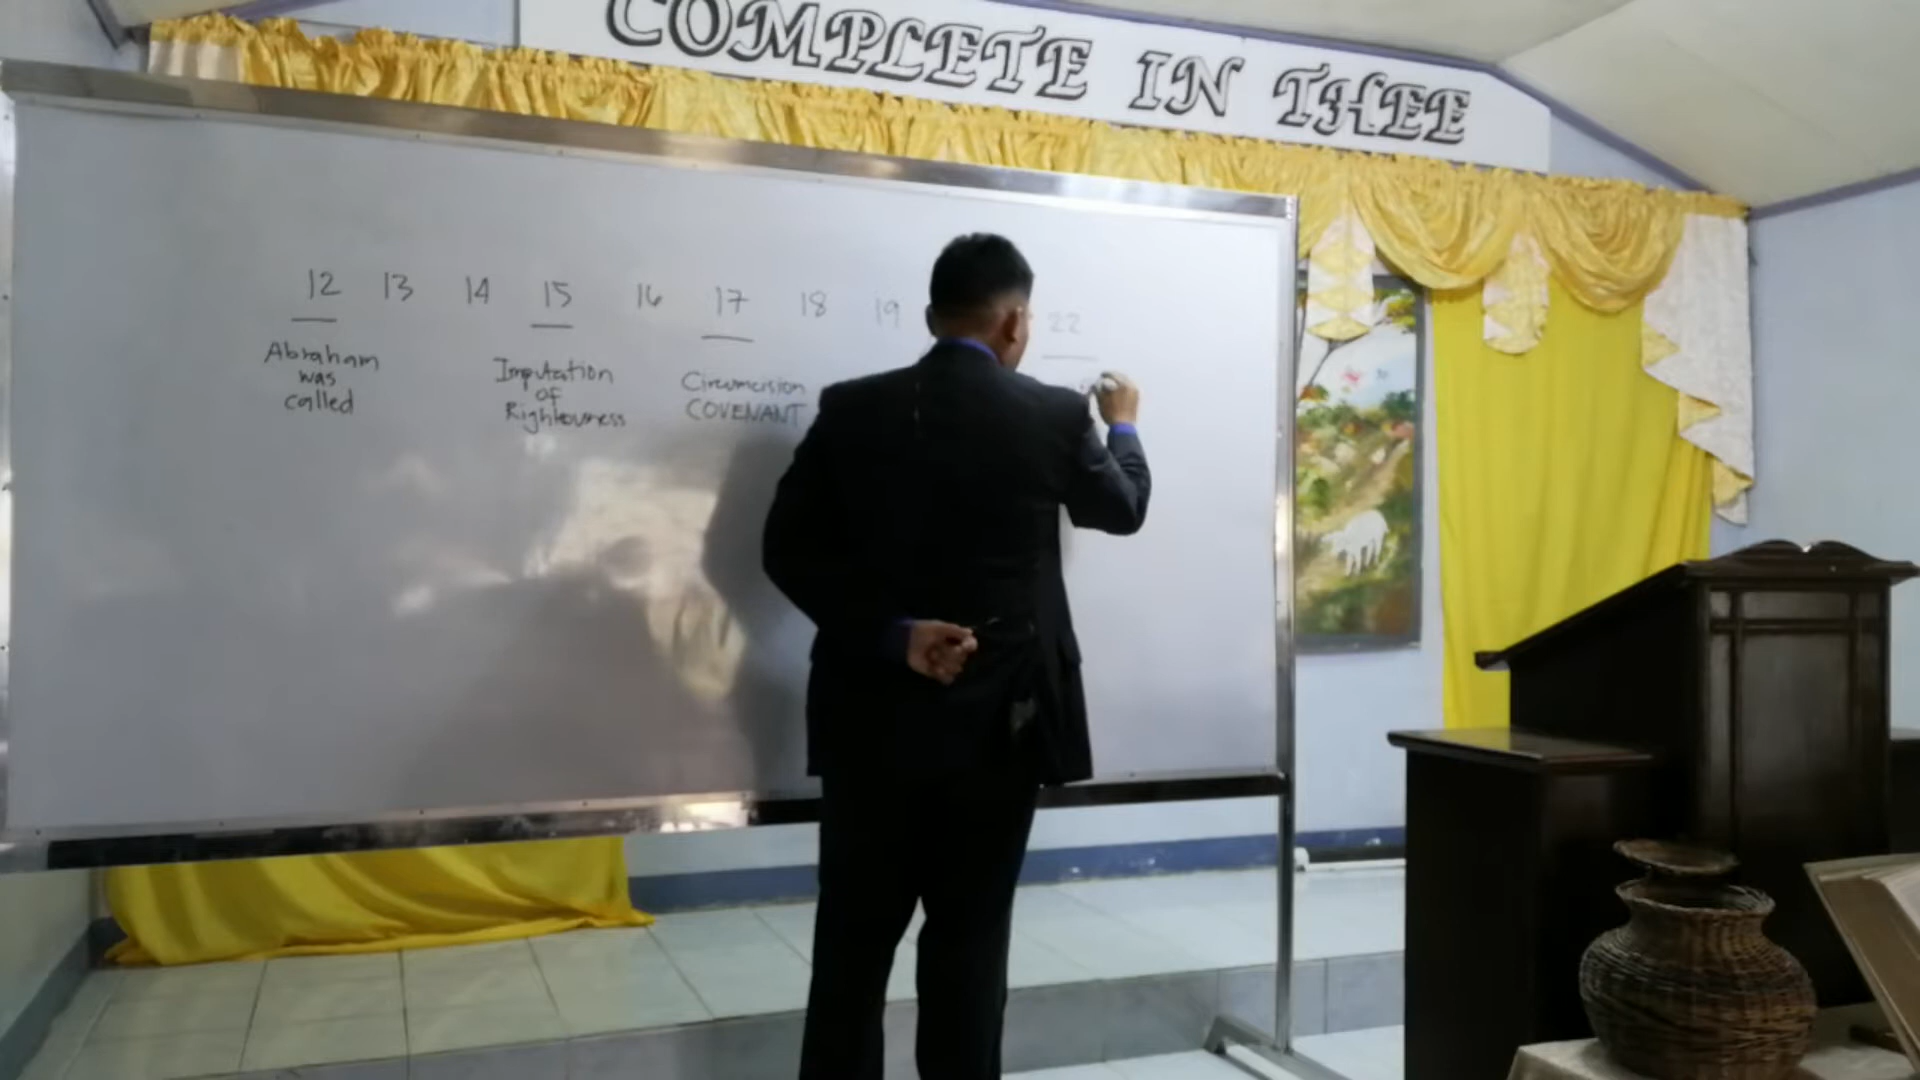 COMPLETE IN THEE
12 13 14 15 16 17 18 19 22
Abraham
was
called
Imputation
of
Righteousness
Circumcision
COVENANT